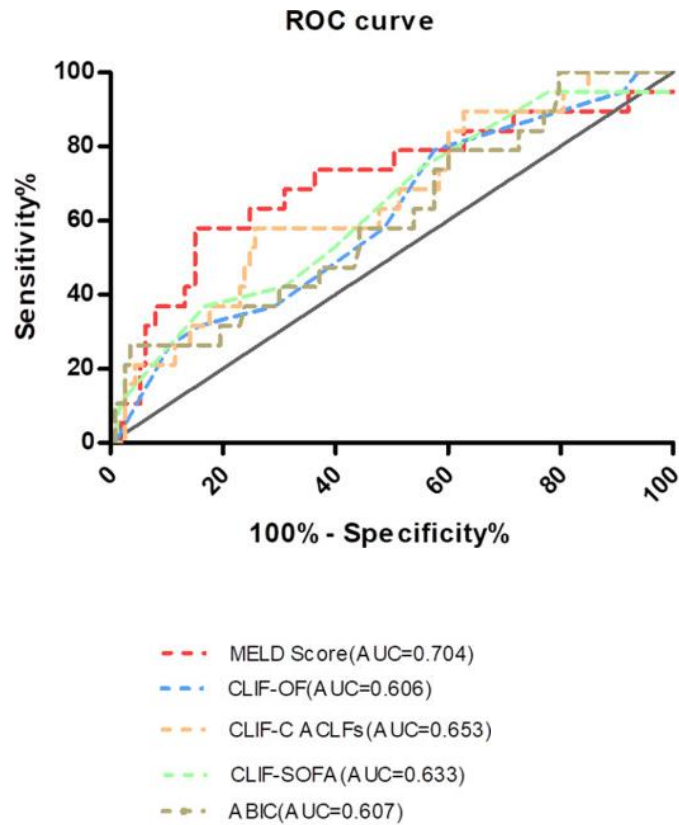 ROC curve
100
80
60
40
20
0
Sensitivity%
0
20
40
60
80
100
100% - Specificity%
MELD Score(AUC=0.704)
CLIF-OF(AUC=0.606)
CLIF-C ACLFs(AUC=0.653)
CLIF-SOFA(AUC=0.633)
ABIC(AUC=0.607)